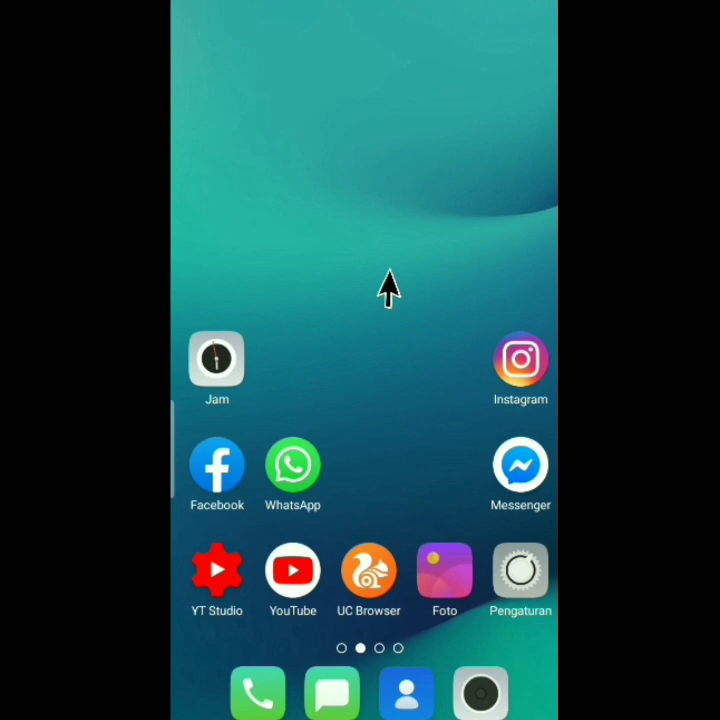 Jam Instagram
Facebook WhatsApp Messenger
YT Studio YouTube UC Browser Foto Pengaturan